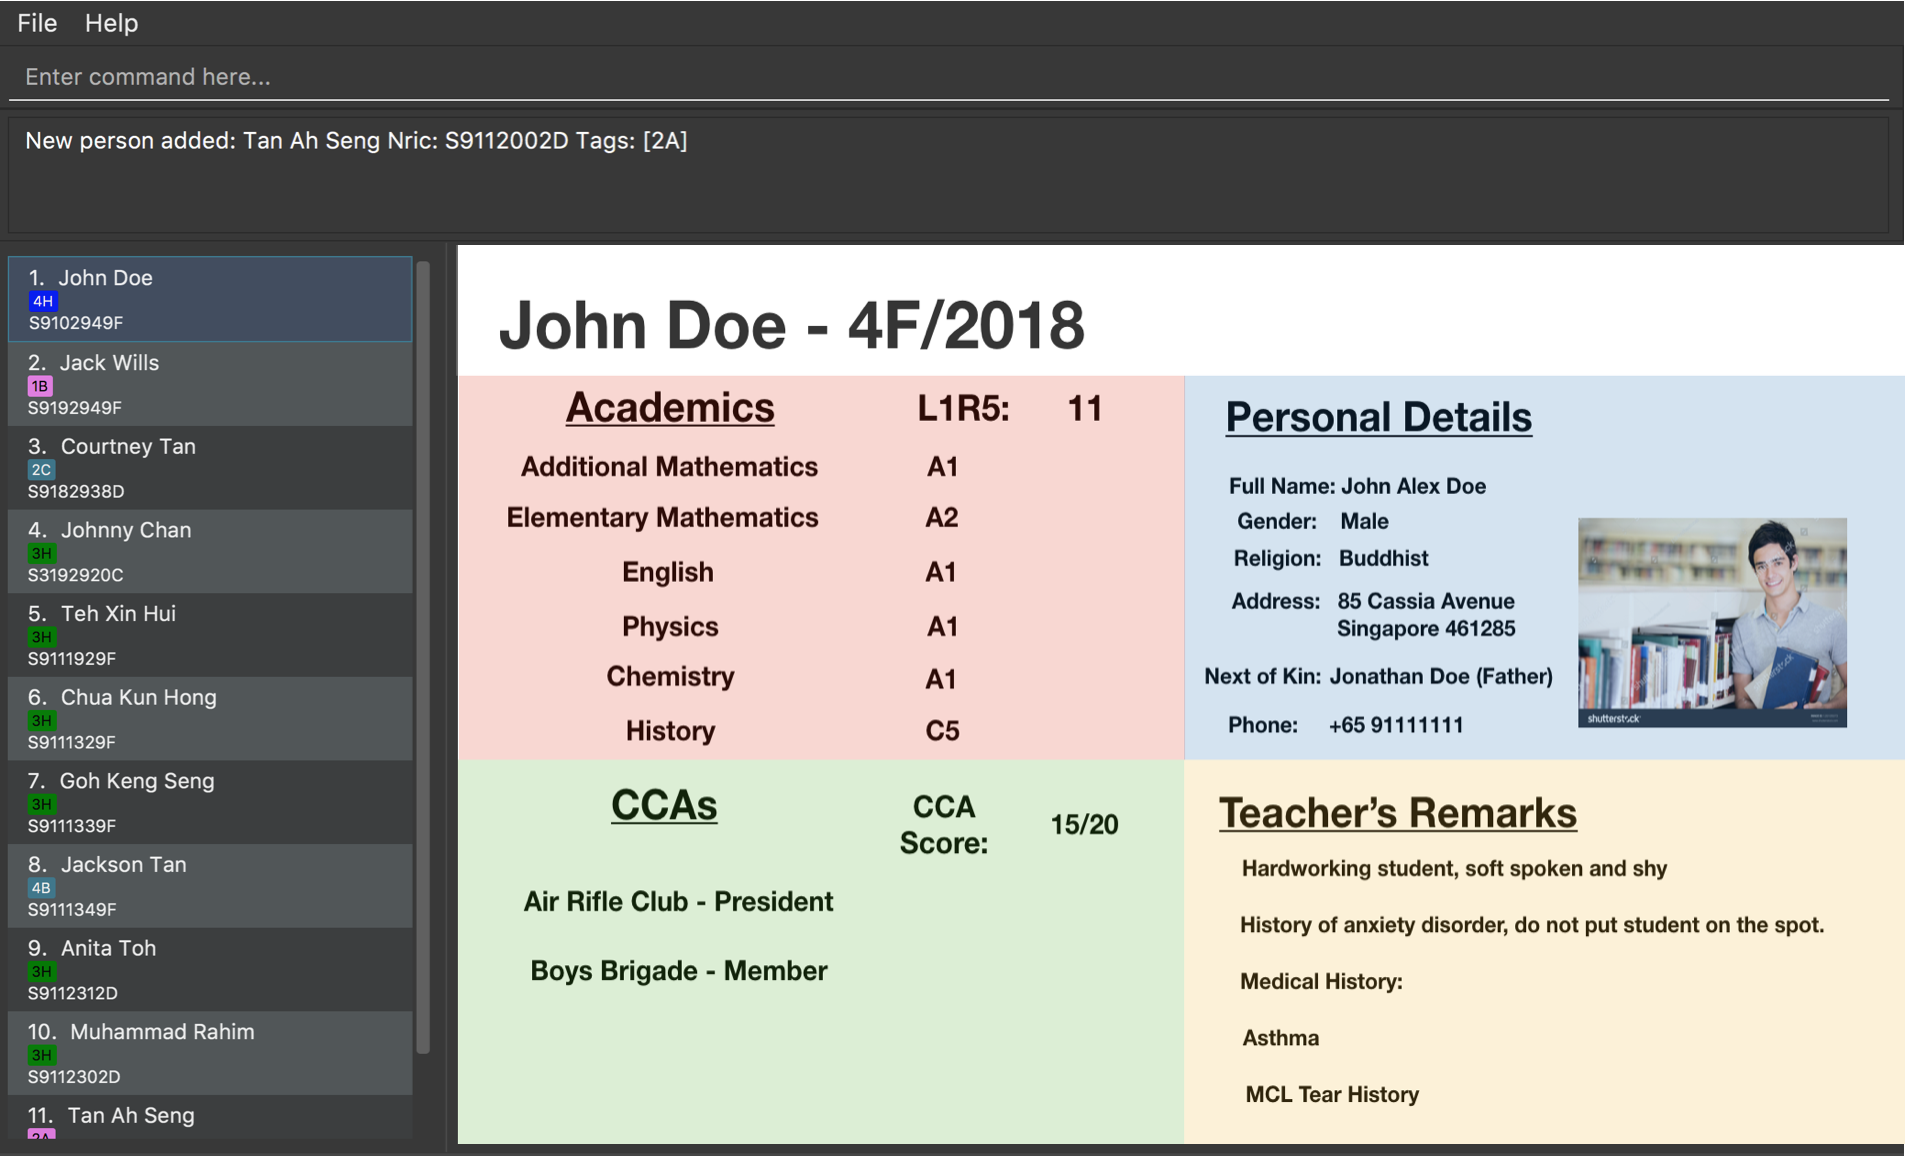 File Help
Enter command here...
New person added: Tan Ah Seng Nric: S9112002D Tags: [2A]
1. John Doe
4H
S9102949F
2. Jack Wills
1B
S9192949F
3. Courtney Tan
2C
S9182938D
4. Johnny Chan
3H
S3192920C
5. Teh Xin Hui
3H
S9111929F
6. Chua Kun Hong
3H
S9111329F
7. Goh Keng Seng
3H
S9111339F
8. Jackson Tan
4B
S9111349F
9. Anita Toh
3H
S9112312D
10. Muhammad Rahim
3H
S9112302D
11. Tan Ah Seng
2A
John Doe - 4F/2018
Academics L1R5: 11
Additional Mathematics A1
Elementary Mathematics A2
English A1
Physics A1
Chemistry A1
History C5
Personal Details
Full Name: John Alex Doe
Gender: Male
Religion: Buddhist
Address: 85 Cassia Avenue
Singapore 461285
Next of Kin: Jonathan Doe (Father)
Phone: +65 91111111
shutterstock
CCAs CCA Score: 15/20
Air Rifle Club - President
Boys Brigade - Member
Teacher’s Remarks
Hardworking student, soft spoken and shy
History of anxiety disorder, do not put student on the spot.
Medical History:
Asthma
MCL Tear History